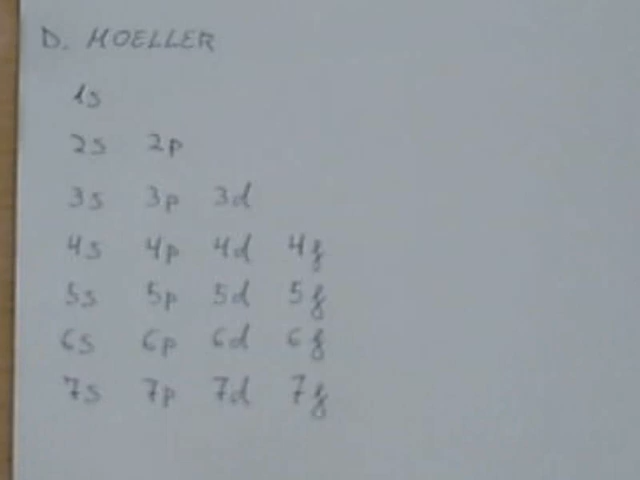 D. MOELLER
1s
2s 2p
3s 3p 3d
4s 4p 4d 4f
5s 5p 5d 5f
6s 6p 6d 6f
7s 7p 7d 7f